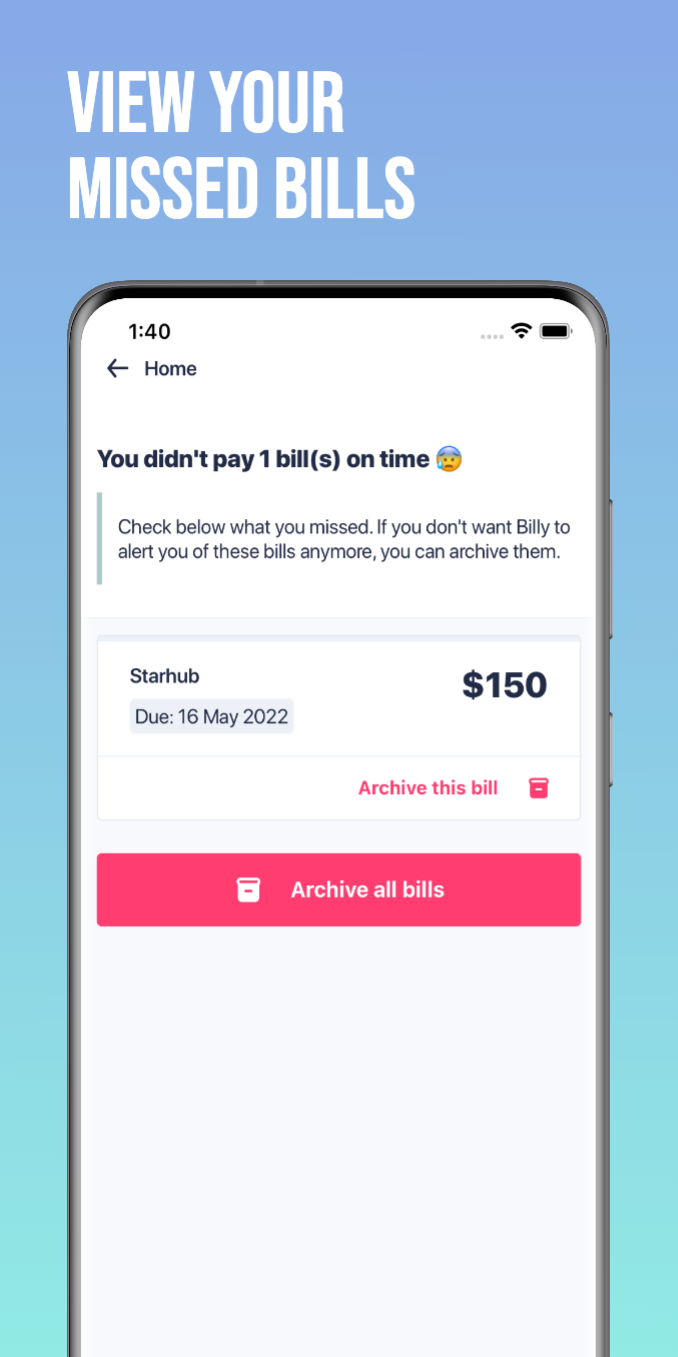 VIEW YOUR
MISSED BILLS
1:40
Home
You didn't pay 1 bill(s) on time 😰
Check below what you missed. If you don't want Billy to
alert you of these bills anymore, you can archive them.
Starhub
$150
Due: 16 May 2022
Archive this bill
Archive all bills